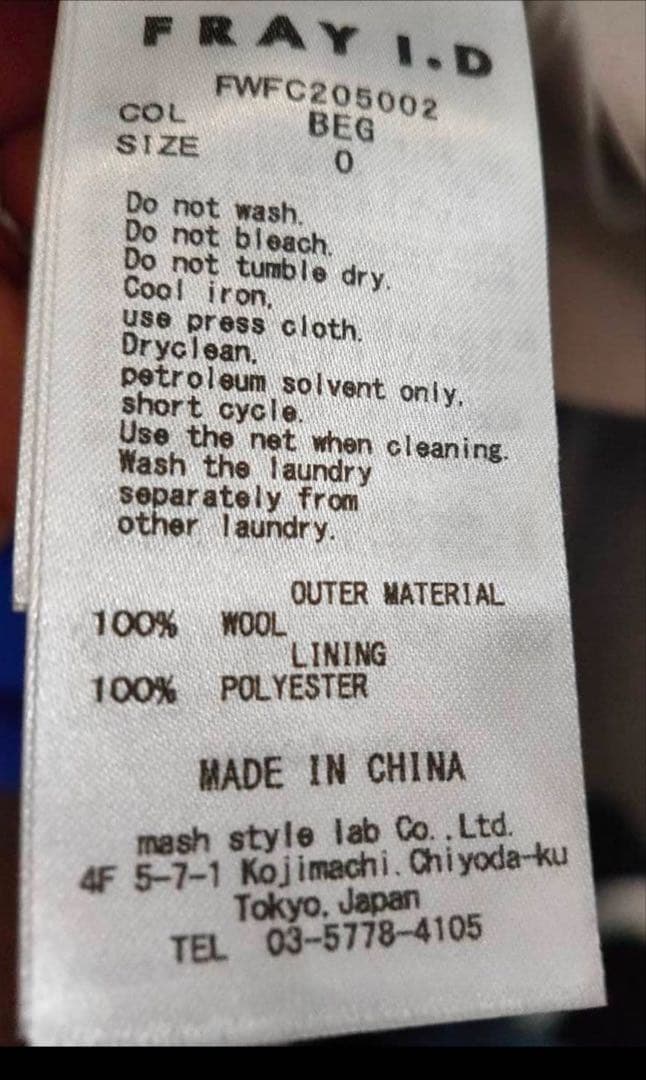 FRAY I.D
FWFC205002
COL BEG
SIZE 0
Do not wash.
Do not bleach.
Do not tumble dry.
Cool iron,
use press cloth.
Dryclean,
petroleum solvent only,
short cycle.
Use the net when cleaning.
Wash the laundry
separately from
other laundry.
OUTER MATERIAL
100% WOOL
LINING
100% POLYESTER
MADE IN CHINA
mash style lab Co.,Ltd.
4F 5-7-1 Kojimachi.Chiyoda-ku
Tokyo, Japan
TEL 03-5778-4105